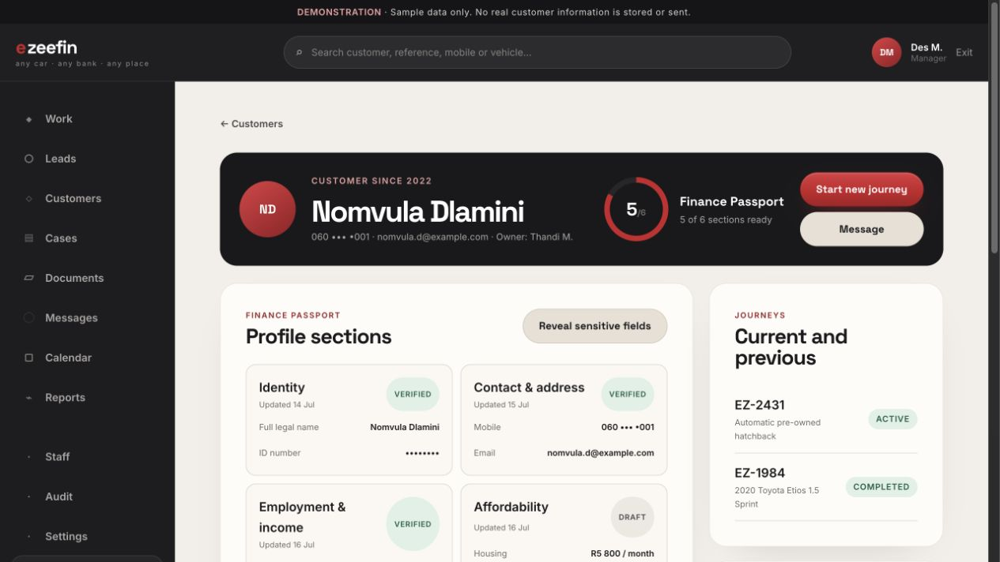 DEMONSTRATION · Sample data only. No real customer information is stored or sent.
ezeefin
any car · any bank · any place
Search customer, reference, mobile or vehicle...
DM
Des M.
Manager
Exit
Work
Leads
Customers
Cases
Documents
Messages
Calendar
Reports
Staff
Audit
Settings
← Customers
ND
CUSTOMER SINCE 2022
Nomvula Dlamini
060 ••• •001 · nomvula.d@example.com · Owner: Thandi M.
5/6
Finance Passport
5 of 6 sections ready
Start new journey
Message
FINANCE PASSPORT
Profile sections
Reveal sensitive fields
Identity
Updated 14 Jul
VERIFIED
Full legal name Nomvula Dlamini
ID number ••••••••
Contact & address
Updated 15 Jul
VERIFIED
Mobile 060 ••• •001
Email nomvula.d@example.com
Employment &
income
Updated 16 Jul
VERIFIED
Affordability
Updated 16 Jul
DRAFT
Housing R5 800 / month
JOURNEYS
Current and
previous
EZ-2431
Automatic pre-owned
hatchback
ACTIVE
EZ-1984
2020 Toyota Etios 1.5
Sprint
COMPLETED